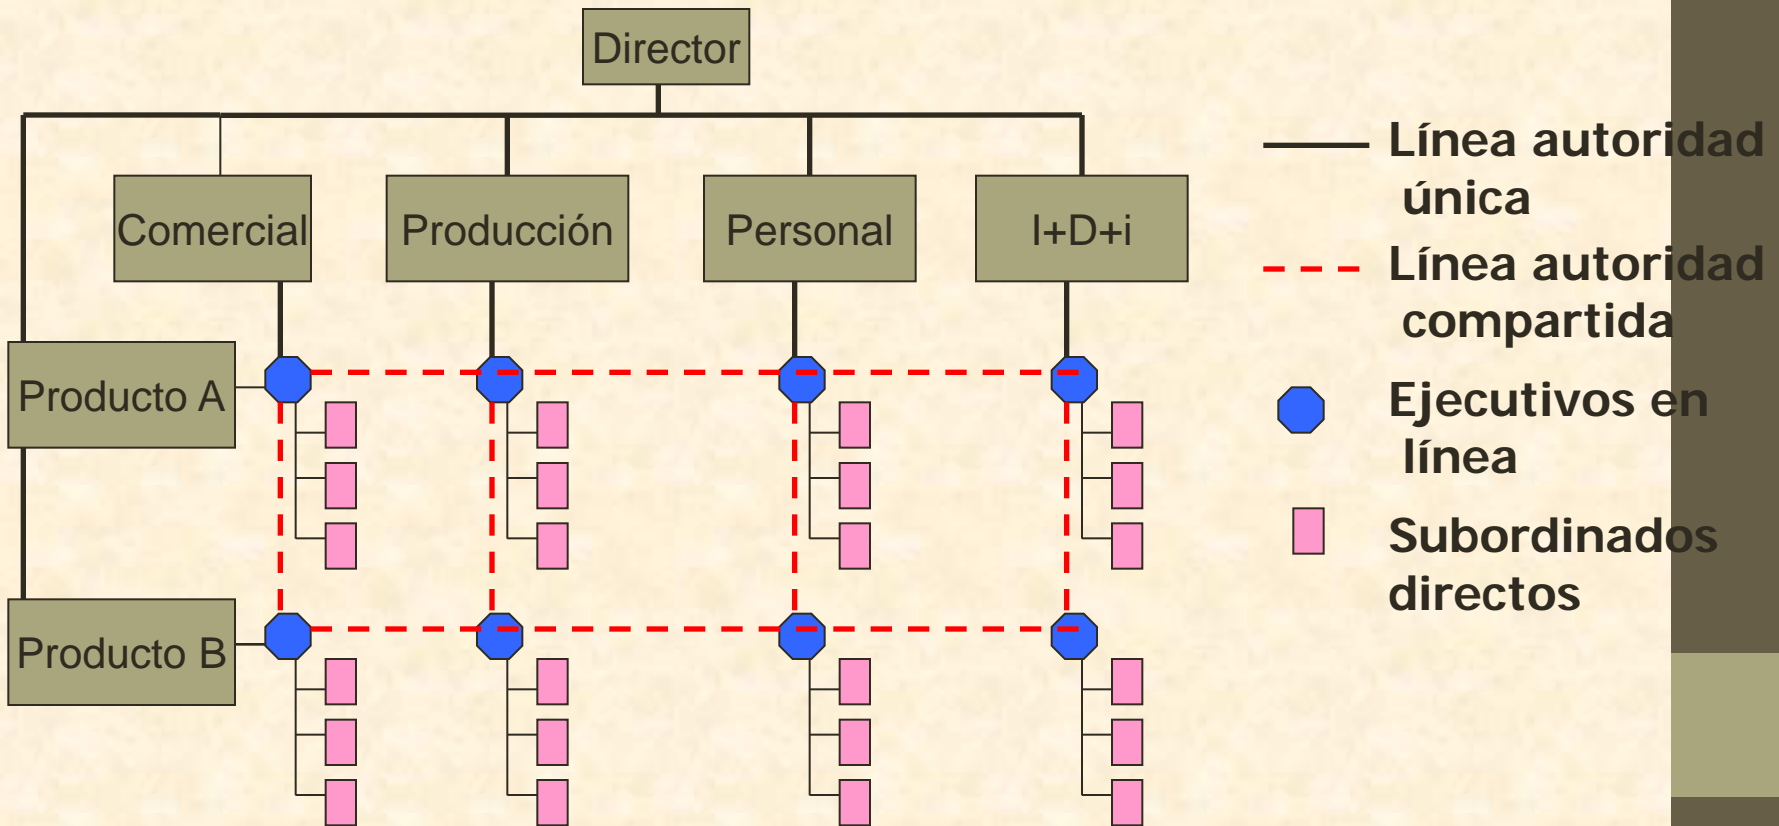 Director
Comercial
Producción
Personal
I+D+i
Producto A
Producto B
Línea autoridad
única
Línea autoridad
compartida
Ejecutivos en
línea
Subordinados
directos